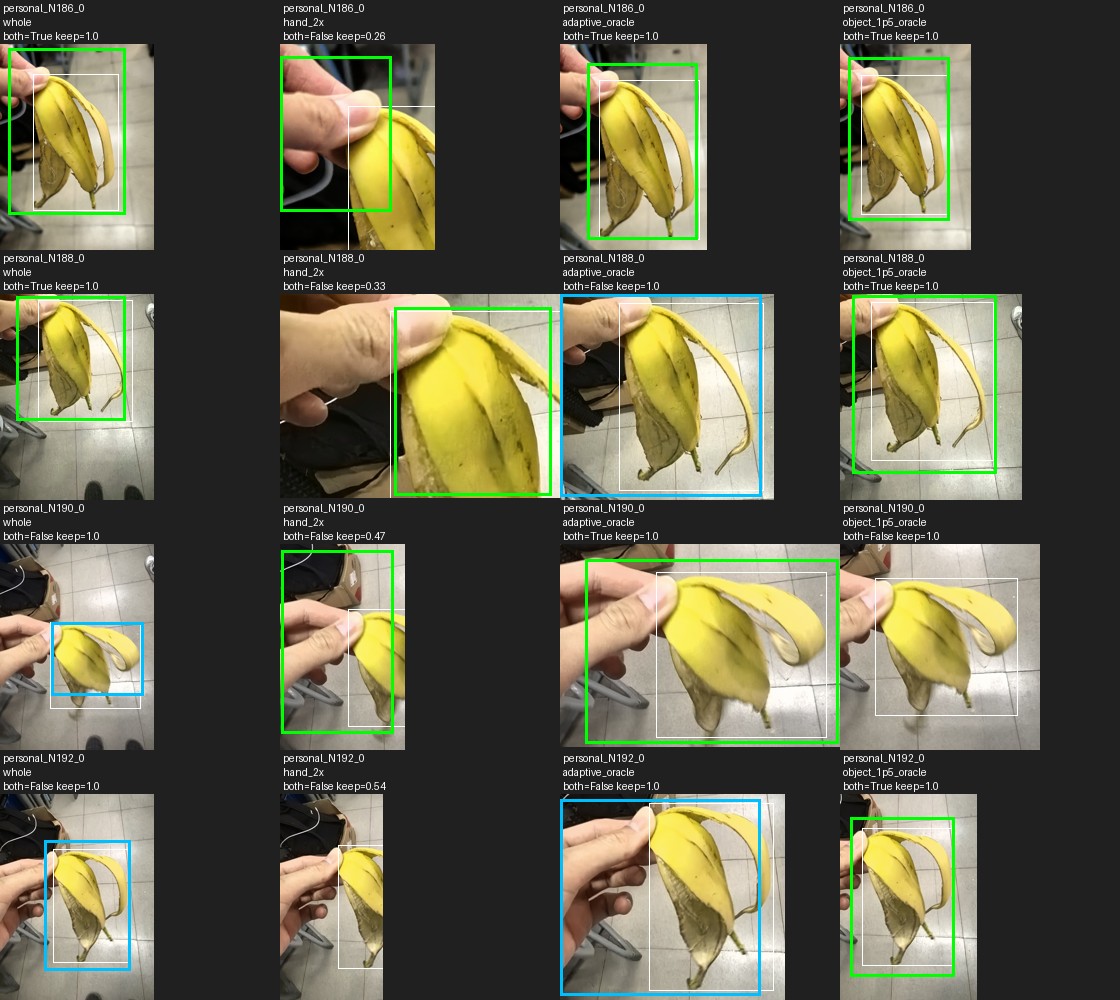 personal_N186_0
whole
both=True keep=1.0
personal_N186_0
hand_2x
both=False keep=0.26
personal_N186_0
adaptive_oracle
both=True keep=1.0
personal_N186_0
object_1p5_oracle
both=True keep=1.0
personal_N188_0
whole
both=True keep=1.0
personal_N188_0
hand_2x
both=False keep=0.33
personal_N188_0
adaptive_oracle
both=False keep=1.0
personal_N188_0
object_1p5_oracle
both=True keep=1.0
personal_N190_0
whole
both=False keep=1.0
personal_N190_0
hand_2x
both=False keep=0.47
personal_N190_0
adaptive_oracle
both=True keep=1.0
personal_N190_0
object_1p5_oracle
both=False keep=1.0
personal_N192_0
whole
both=False keep=1.0
personal_N192_0
hand_2x
both=False keep=0.54
personal_N192_0
adaptive_oracle
both=False keep=1.0
personal_N192_0
object_1p5_oracle
both=True keep=1.0